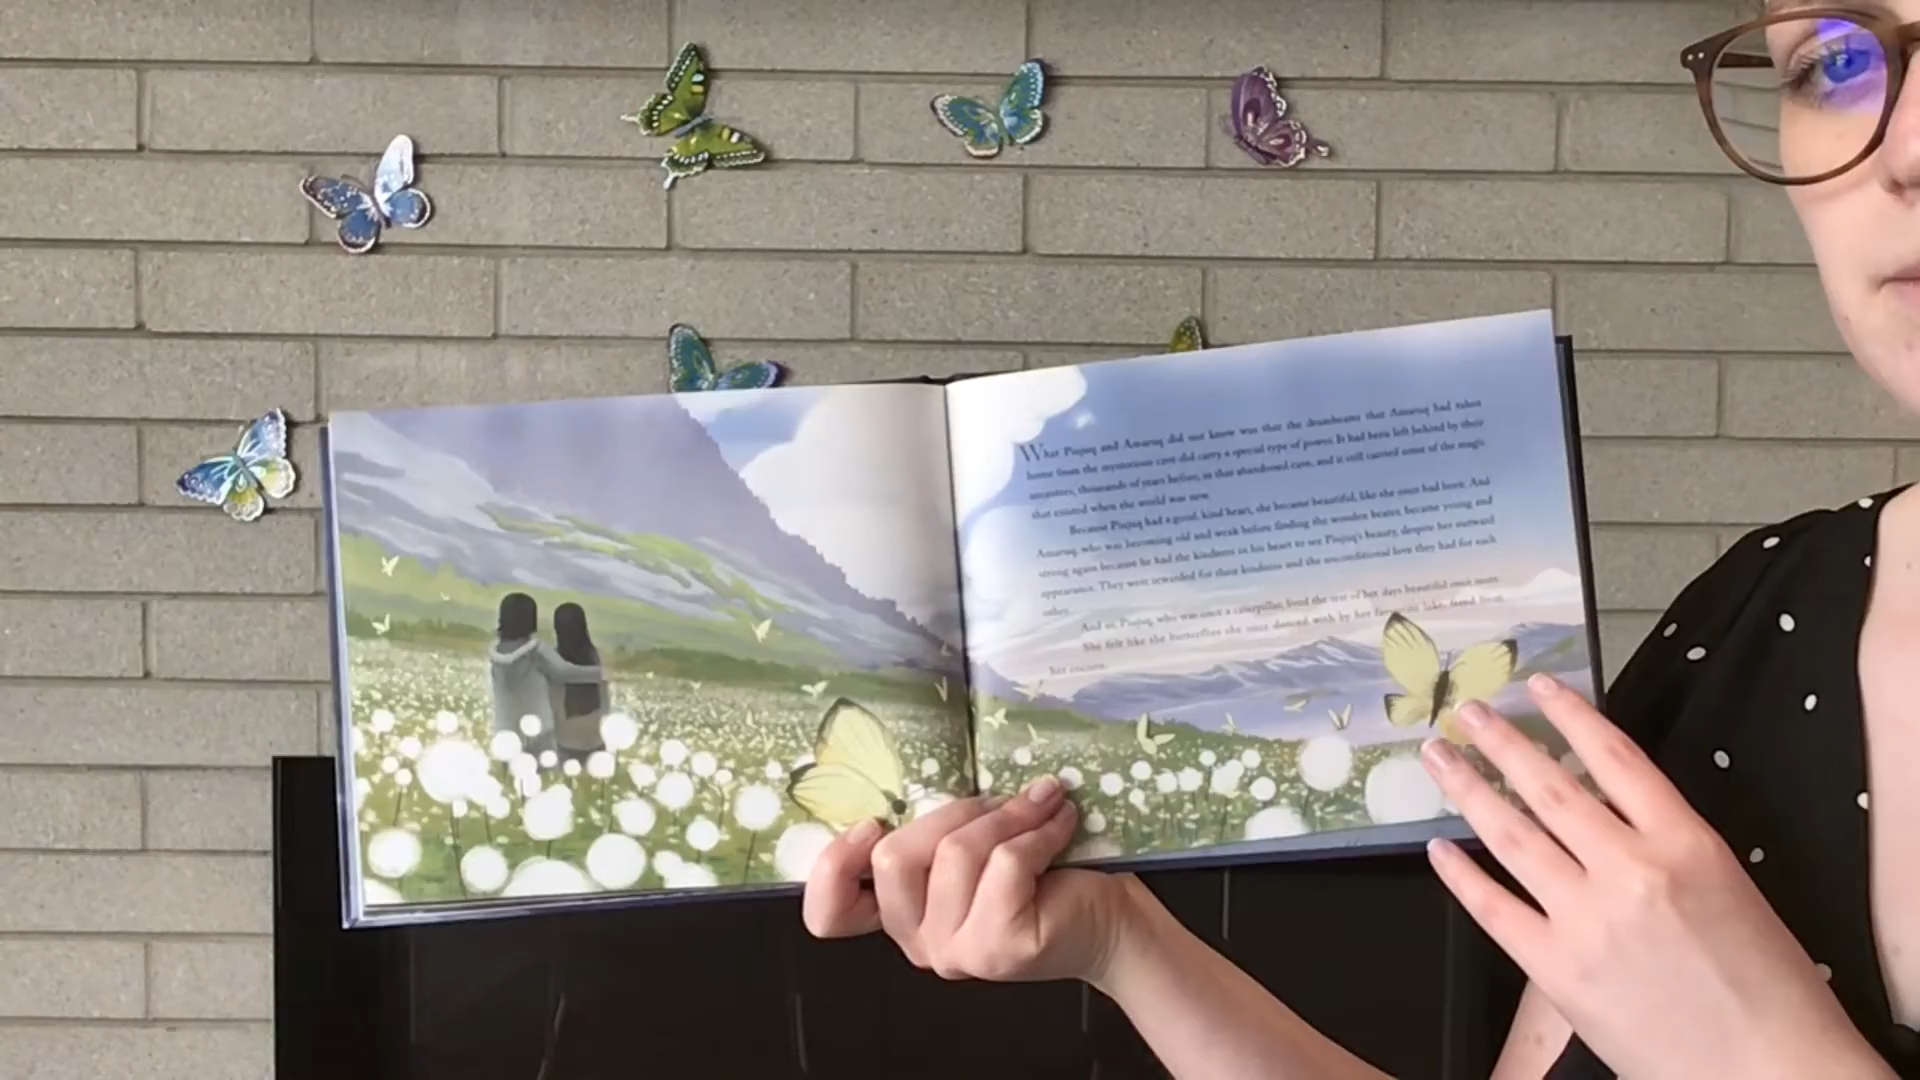 What Piujuq and Amaruq did not know was that the drumbeater that Amaruq had taken
home from the mysterious cave did carry a special type of power. It had been left behind by their
ancestors, thousands of years before, in that abandoned cave, and it still carried some of the magic
that existed when the world was new.
Because Piujuq had a good, kind heart, she became beautiful, like she once had been. And
Amaruq, who was becoming old and weak before finding the wooden beater, became young and
strong again because he had the kindness in his heart to see Piujuq's beauty, despite her outward
appearance. They were rewarded for their kindness and the unconditional love they had for each
other.
And so, Piujuq, who was once a caterpillar, lived the rest of her days beautiful once more.
She felt like the butterflies she once danced with by her favourite lake, freed from
her cocoon.